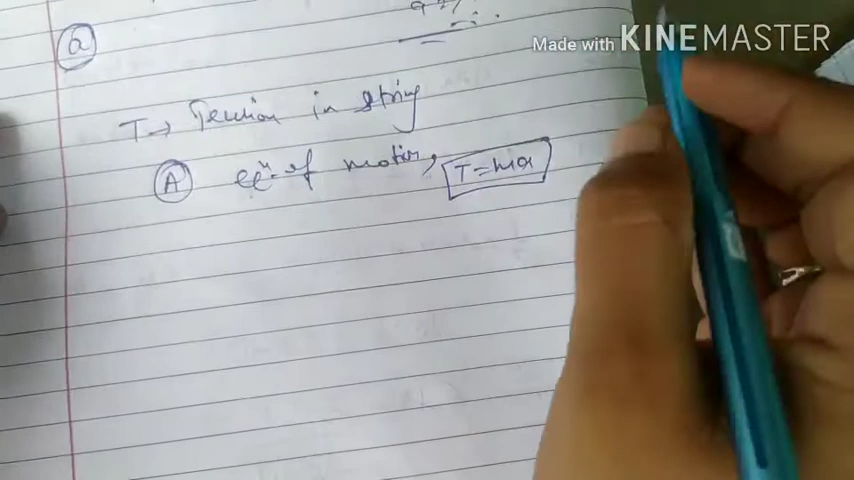 Made with KINEMASTER
(a)
T → Tension in string
(A) eqⁿ. of motion, T = ma